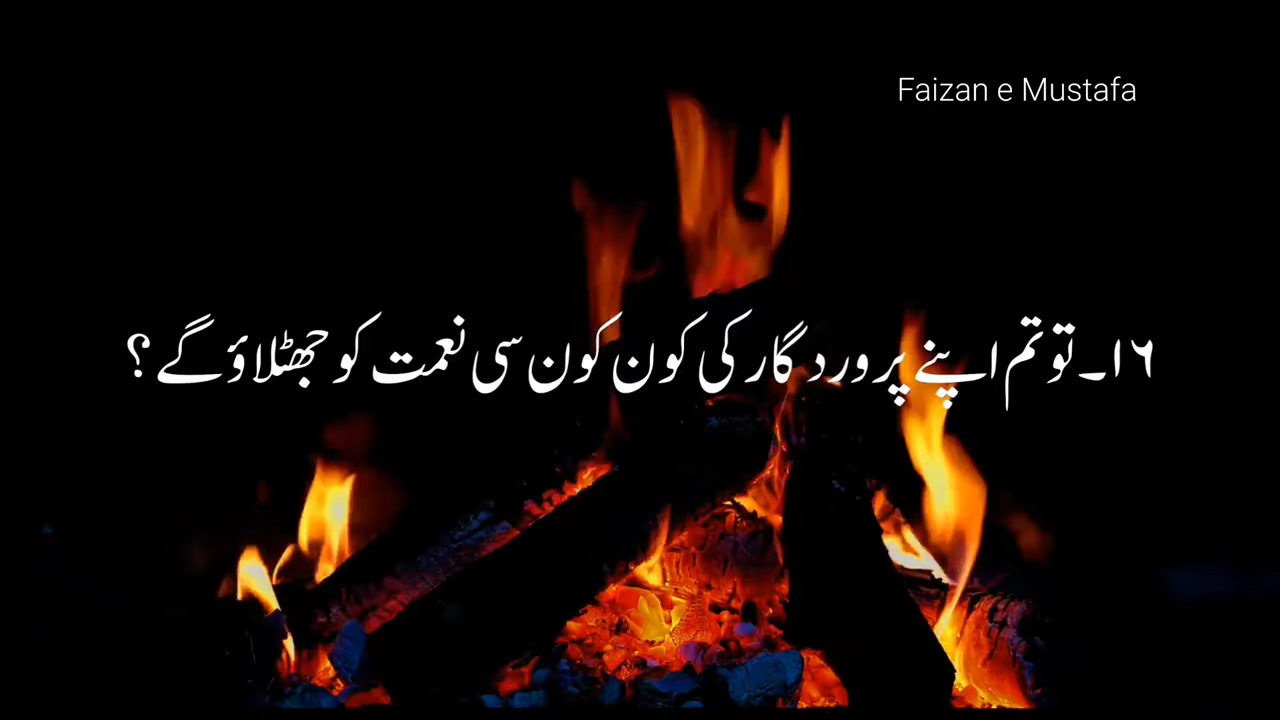 Faizan e Mustafa
۱۶۔ تو تم اپنے پروردگار کی کون کون سی نعمت کو جھٹلاؤ گے ؟